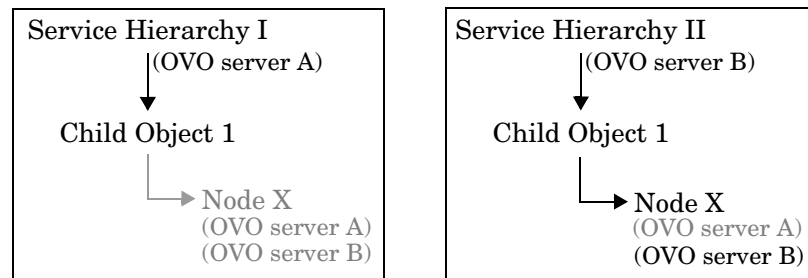 Service Hierarchy I
(OVO server A)
Child Object 1
Node X
(OVO server A)
(OVO server B)
Service Hierarchy II
(OVO server B)
Child Object 1
Node X
(OVO server A)
(OVO server B)